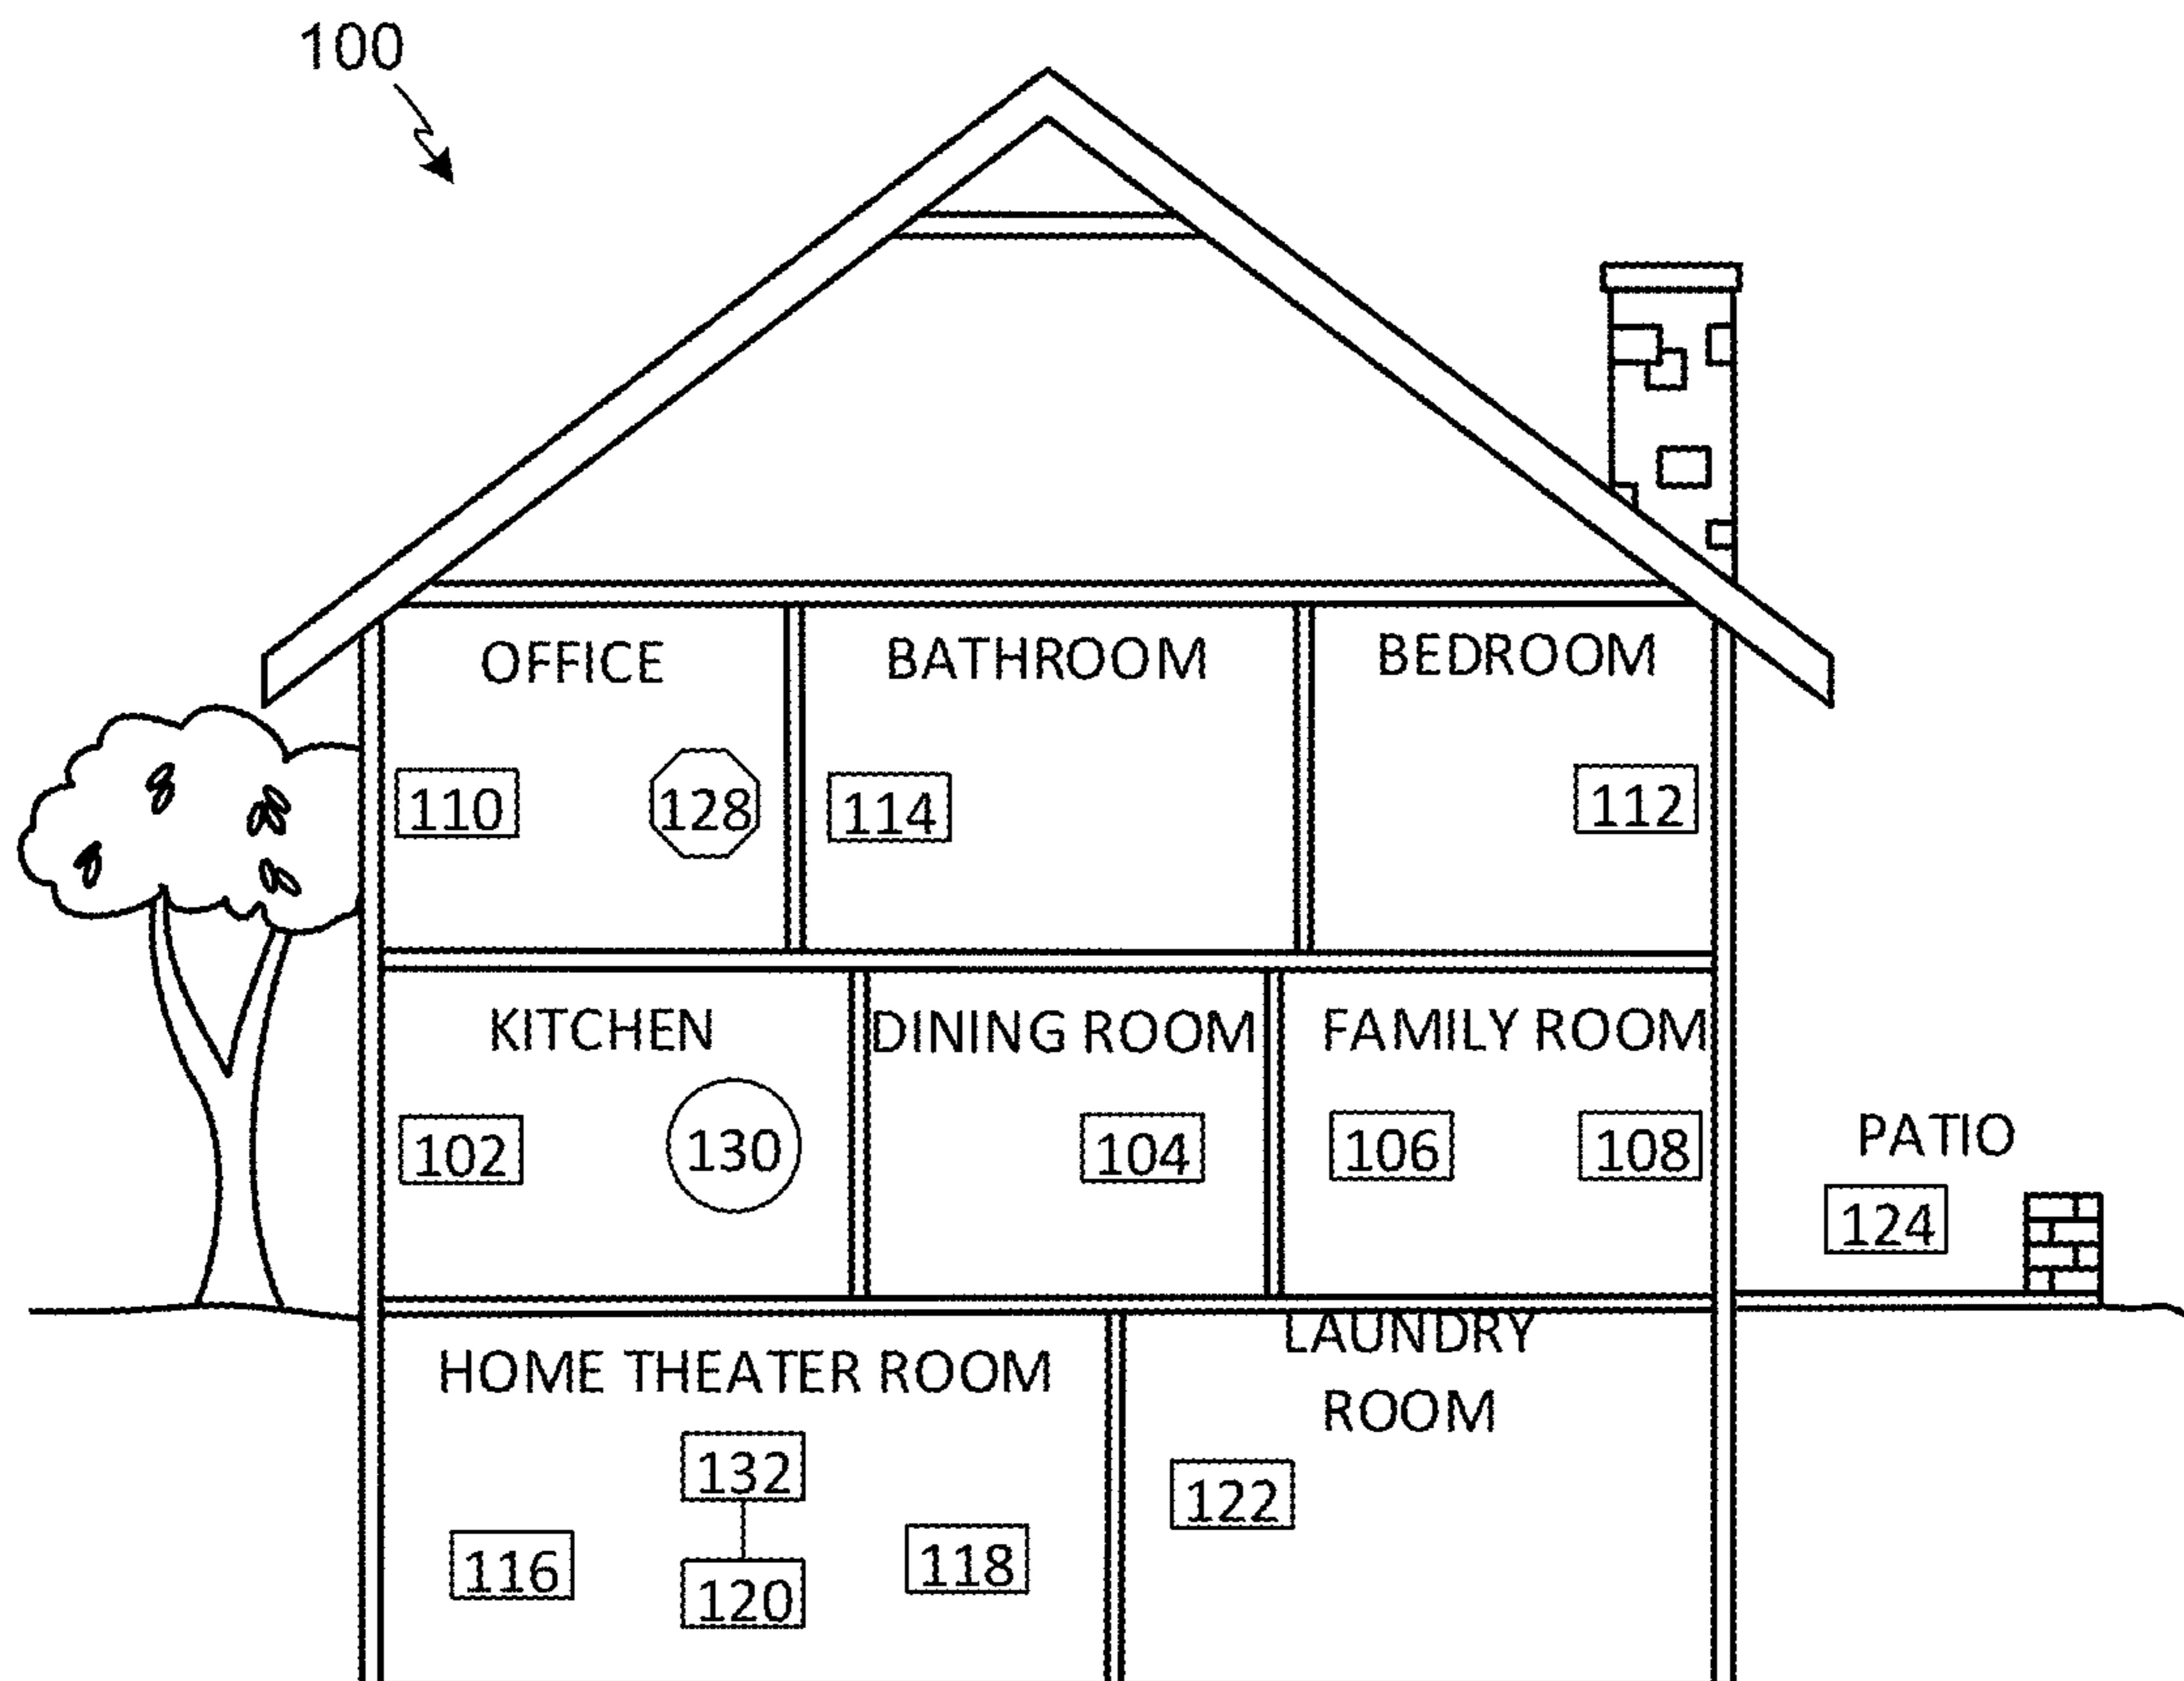 100
OFFICE
BATHROOM
BEDROOM
110
128
114
112
KITCHEN
DINING ROOM
FAMILY ROOM
102
130
104
106
108
PATIO
124
HOME THEATER ROOM
LAUNDRY
ROOM
132
122
116
120
118